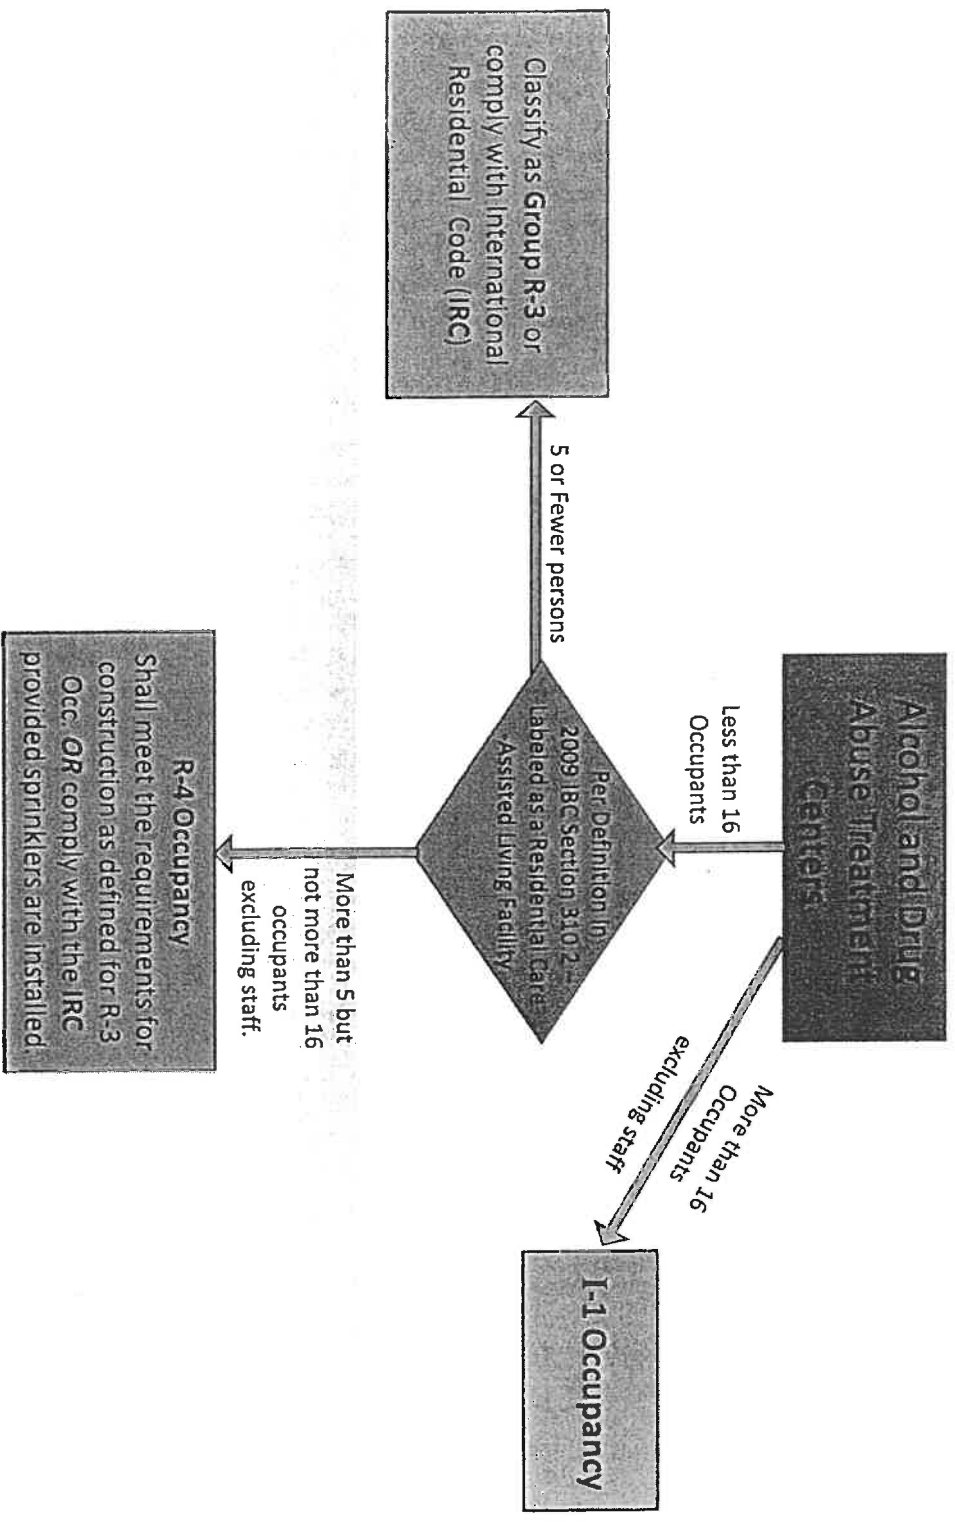 Alcohol and Drug
Abuse Treatment
Centers
Less than 16
Occupants
More than 16
Occupants
excluding staff
Per Definition in
2009 IBC Section 310.2 –
Labeled as a Residential Care
Assisted Living Facility
5 or Fewer persons
Classify as Group R-3 or
comply with International
Residential Code (IRC)
I-1 Occupancy
More than 5 but
not more than 16
occupants
excluding staff.
R-4 Occupancy
Shall meet the requirements for
construction as defined for R-3
Occ. OR comply with the IRC
provided sprinklers are installed.